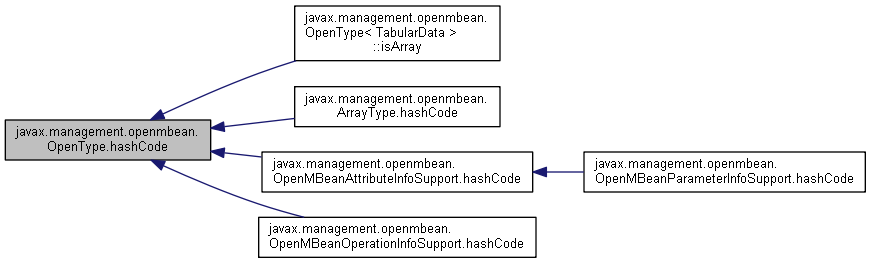 javax.management.openmbean.
OpenType< TabularData >
::isArray
javax.management.openmbean.
ArrayType.hashCode
javax.management.openmbean.
OpenType.hashCode
javax.management.openmbean.
OpenMBeanAttributeInfoSupport.hashCode
javax.management.openmbean.
OpenMBeanParameterInfoSupport.hashCode
javax.management.openmbean.
OpenMBeanOperationInfoSupport.hashCode